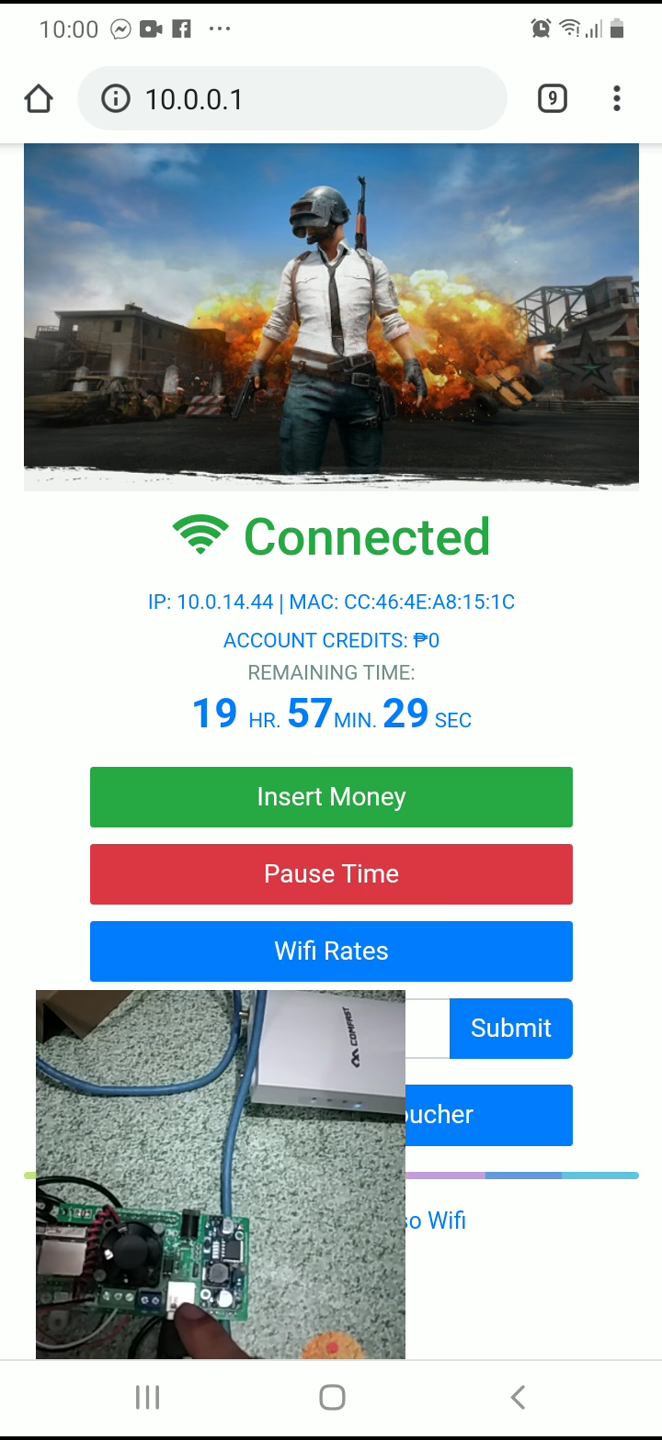 10:00
10.0.0.1
9
Connected
IP: 10.0.14.44 | MAC: CC:46:4E:A8:15:1C
ACCOUNT CREDITS: ₱0
REMAINING TIME:
19 HR. 57MIN. 29 SEC
Insert Money
Pause Time
Wifi Rates
Submit
COMFAST
oucher
so Wifi